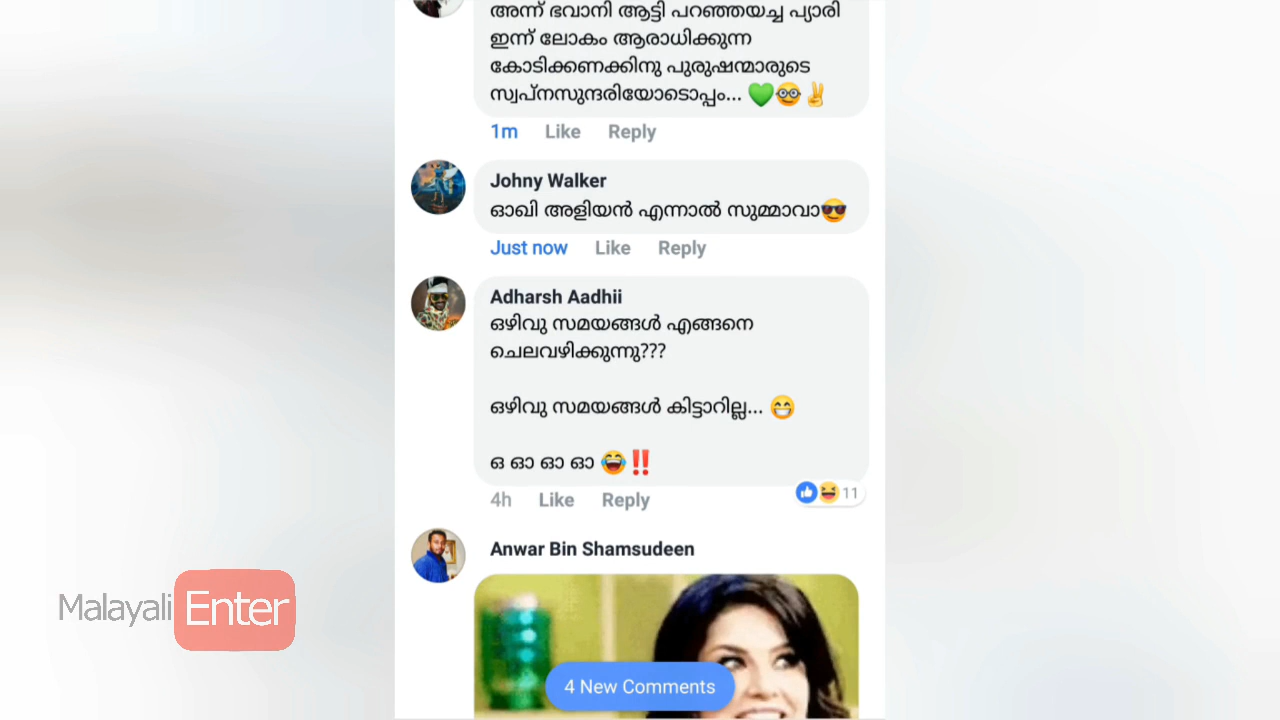 അന്ന് ഭവാനി ആട്ടി പറഞ്ഞയച്ച പ്യാരി
ഇന്ന് ലോകം ആരാധിക്കുന്ന
കോടിക്കണക്കിനു പുരുഷന്മാരുടെ
സ്വപ്നസുന്ദരിയോടൊപ്പം... 💚🤓✌
1m Like Reply
Johny Walker
ഓഖി അളിയൻ എന്നാൽ സുമ്മാവാ😎
Just now Like Reply
Adharsh Aadhii
ഒഴിവു സമയങ്ങൾ എങ്ങനെ
ചെലവഴിക്കുന്നു???
ഒഴിവു സമയങ്ങൾ കിട്ടാറില്ല... 😁
ഒ ഓ ഓ ഓ 😂‼
4h Like Reply
11
Anwar Bin Shamsudeen
Malayali Enter
4 New Comments